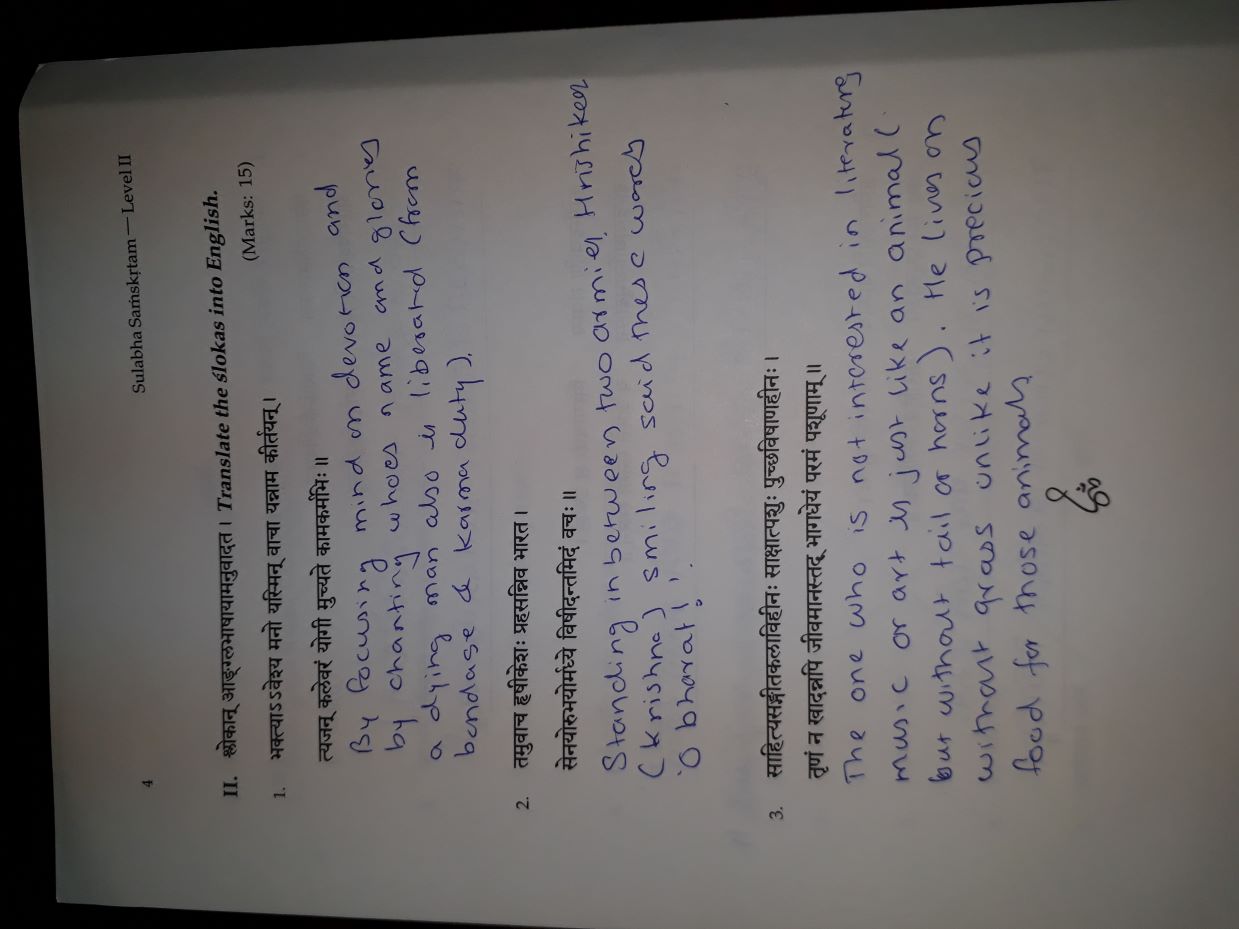 4
Sulabha Saṁskṛtam — Level II
II. श्लोकान् आङ्ग्लभाषायामनुवादत । Translate the ślokas into English.
(Marks: 15)
1. भक्त्याऽऽवेश्य मनो यस्मिन् वाचा यन्नाम कीर्तयन् ।
त्यजन् कलेवरं योगी मुच्यते कामकर्मभिः ॥
By focusing mind on devotion and
by chanting whoes name and glories
a dying man also is liberated (from
bondage & karma duty).
2. तमुवाच हृषीकेशः प्रहसन्निव भारत ।
सेनयोरुभयोर्मध्ये विषीदन्तमिदं वचः ॥
Standing in between two armies, Hrishikes
(Krishna) smiling said these words
'O bharat!'.
3. साहित्यसङ्गीतकलाविहीनः साक्षात्पशुः पुच्छविषाणहीनः ।
तृणं न खादन्नपि जीवमानस्तद् भागधेयं परमं पशूनाम् ॥
The one who is not interested in literature,
music or art is just like an animal (
but without tail or horns). He lives on
without grass unlike it is precious
food for those animals.
ॐ